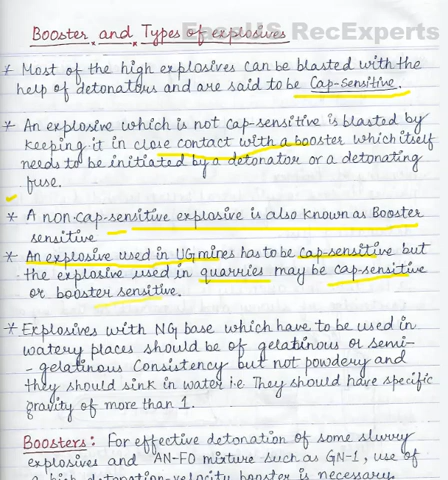 Booster and Types of explosives
RecExperts
* Most of the high explosives can be blasted with the
help of detonators and are said to be Cap-Sensitive.
* An explosive which is not cap-sensitive is blasted by
keeping it in close contact with a booster which itself
needs to be initiated by a detonator or a detonating
fuse.
* A non-cap-sensitive explosive is also known as Booster
sensitive
* An explosive used in UG mines has to be cap-sensitive but
the explosive used in quarries may be cap-sensitive
or booster sensitive.
* Explosives with NG base which have to be used in
watery places should be of gelatinous or semi-
-gelatinous Consistency but not powdery and
they should sink in water i.e. They should have specific
gravity of more than 1.
Boosters: For effective detonation of some slurry
explosives and AN-FO mixture such as GN-1, use of
a high detonation-velocity booster is necessary.